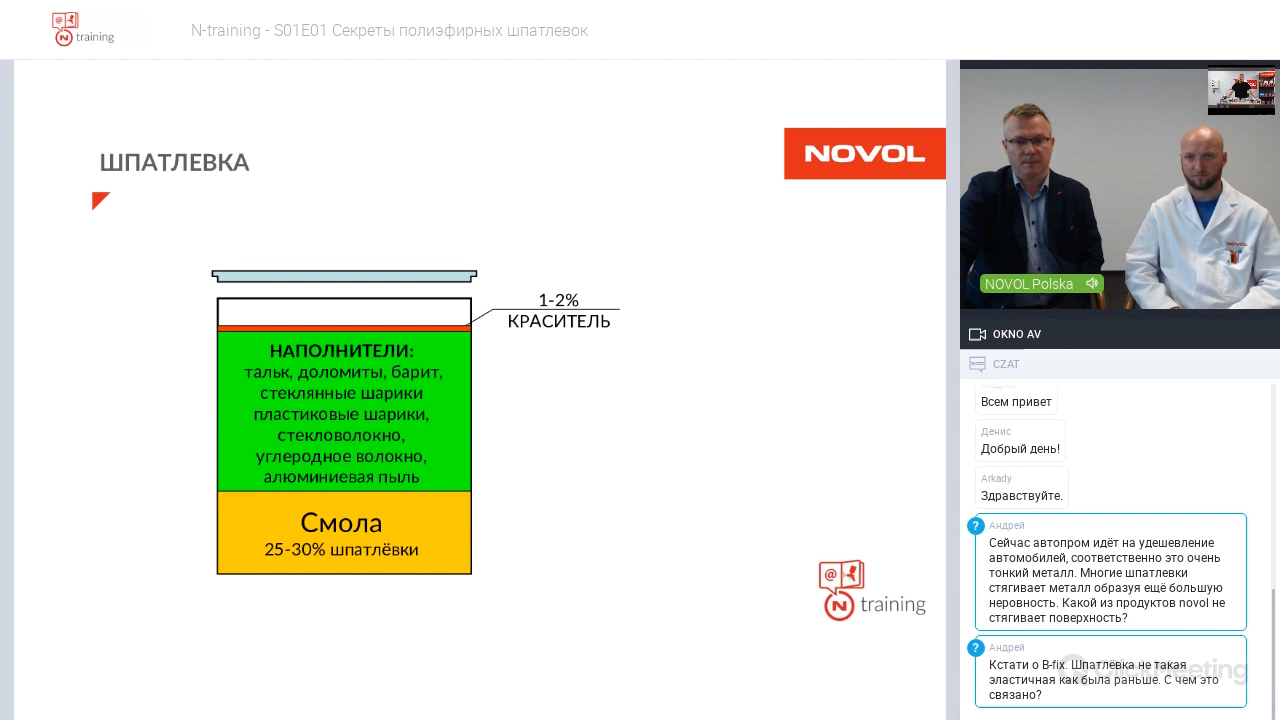 @
N
training
N-training - S01E01 Секреты полиэфирных шпатлевок
ШПАТЛЕВКА
NOVOL
1-2%
КРАСИТЕЛЬ
НАПОЛНИТЕЛИ:
тальк, доломиты, барит,
стеклянные шарики
пластиковые шарики,
стекловолокно,
углеродное волокно,
алюминиевая пыль
Смола
25-30% шпатлёвки
@
N
training
NOVOL
NOVOL Polska
OKNO AV
CZAT
Андрей
Всем привет
Денис
Добрый день!
Arkady
Здравствуйте.
?
Андрей
Сейчас автопром идёт на удешевление
автомобилей, соответственно это очень
тонкий металл. Многие шпатлевки
стягивает металл образуя ещё большую
неровность. Какой из продуктов novol не
стягивает поверхность?
?
Андрей
Кстати о B-fix. Шпатлёвка не такая
эластичная как была раньше. С чем это
связано?
ClickMeeting